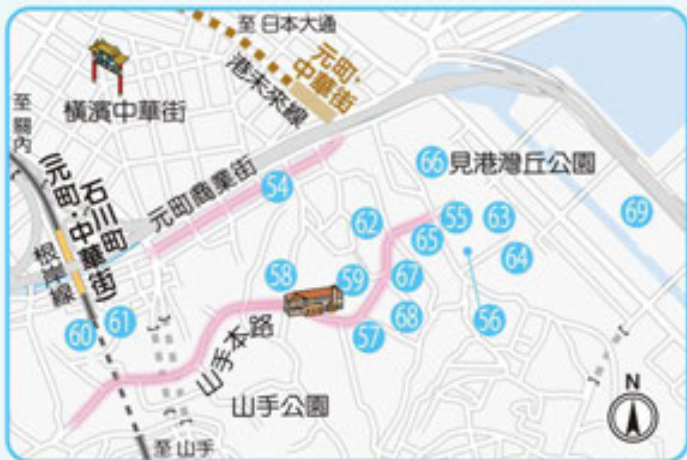 至 日本大通
元町・
中華街
港未來線
橫濱中華街
至 關內
石川町
(元町・中華街)
根岸線
元町商業街
54
66 見港灣丘公園
62
55
63
65
64
69
58
59
67
56
60
61
57
68
山手本路
山手公園
至 山手
N